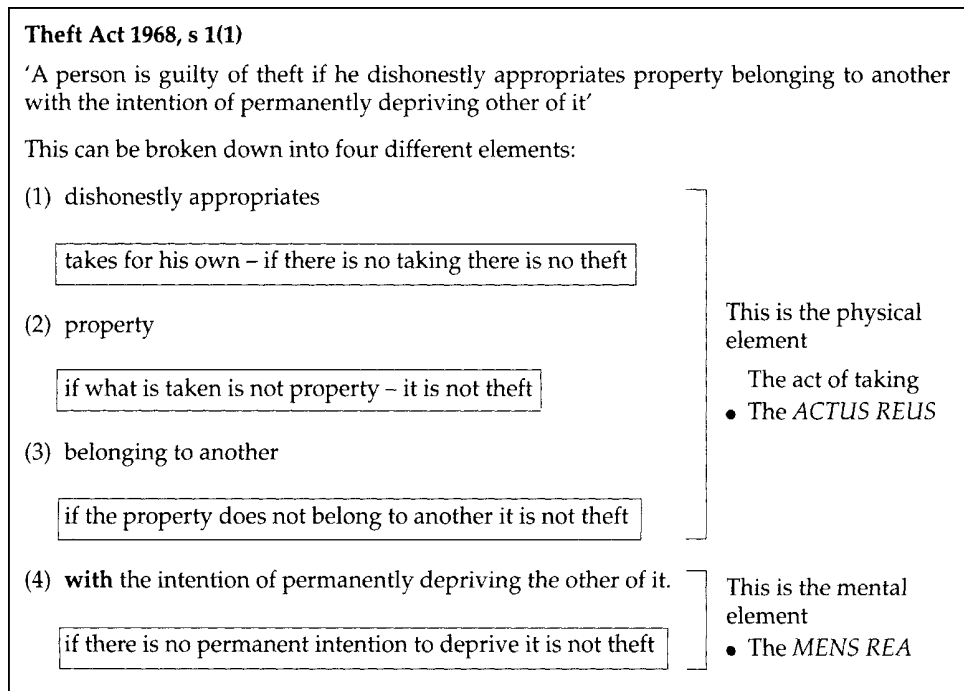 Theft Act 1968, s 1(1)
'A person is guilty of theft if he dishonestly appropriates property belonging to another
with the intention of permanently depriving other of it'
This can be broken down into four different elements:
(1) dishonestly appropriates
takes for his own – if there is no taking there is no theft
(2) property
if what is taken is not property – it is not theft
(3) belonging to another
if the property does not belong to another it is not theft
This is the physical
element
The act of taking
• The ACTUS REUS
(4) with the intention of permanently depriving the other of it.
if there is no permanent intention to deprive it is not theft
This is the mental
element
• The MENS REA